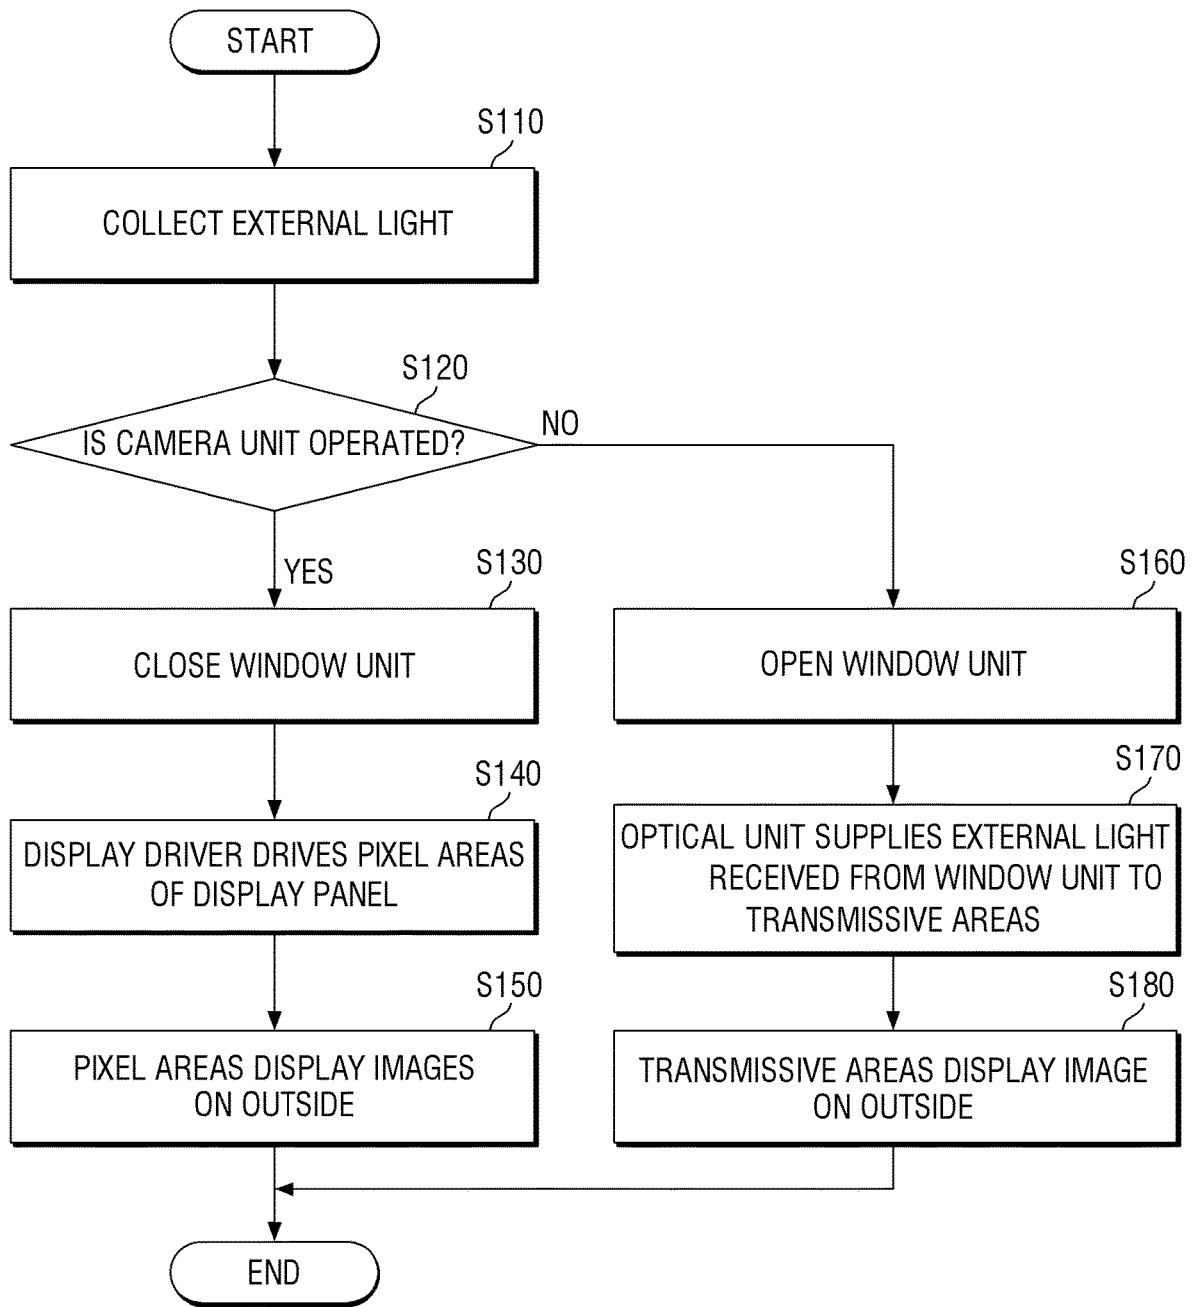 START
S110
COLLECT EXTERNAL LIGHT
S120
IS CAMERA UNIT OPERATED?
NO
YES
S130
CLOSE WINDOW UNIT
S140
DISPLAY DRIVER DRIVES PIXEL AREAS
OF DISPLAY PANEL
S150
PIXEL AREAS DISPLAY IMAGES
ON OUTSIDE
S160
OPEN WINDOW UNIT
S170
OPTICAL UNIT SUPPLIES EXTERNAL LIGHT
RECEIVED FROM WINDOW UNIT TO
TRANSMISSIVE AREAS
S180
TRANSMISSIVE AREAS DISPLAY IMAGE
ON OUTSIDE
END